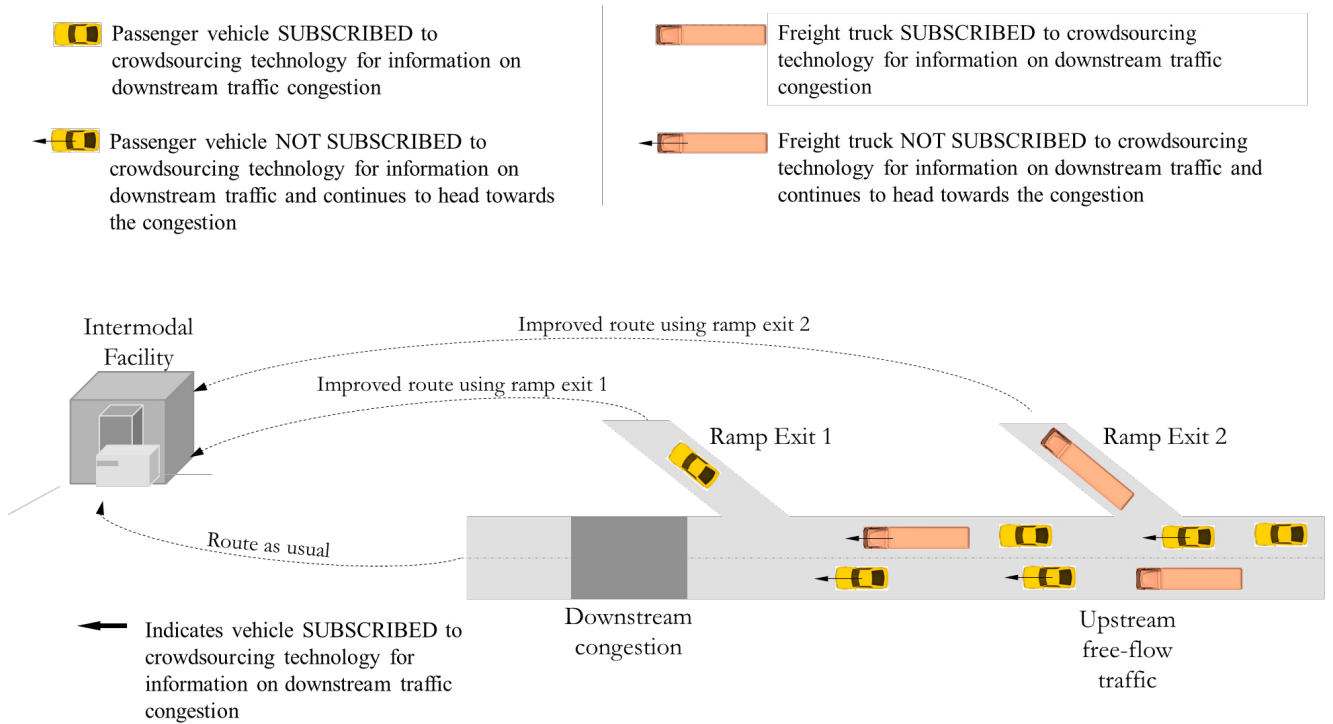 Passenger vehicle SUBSCRIBED to
crowdsourcing technology for information on
downstream traffic congestion
Passenger vehicle NOT SUBSCRIBED to
crowdsourcing technology for information on
downstream traffic and continues to head towards
the congestion
Freight truck SUBSCRIBED to crowdsourcing
technology for information on downstream traffic
congestion
Freight truck NOT SUBSCRIBED to crowdsourcing
technology for information on downstream traffic and
continues to head towards the congestion
Intermodal
Facility
Improved route using ramp exit 2
Improved route using ramp exit 1
Ramp Exit 1
Ramp Exit 2
Route as usual
Downstream
congestion
Upstream
free-flow
traffic
Indicates vehicle SUBSCRIBED to
crowdsourcing technology for
information on downstream traffic
congestion